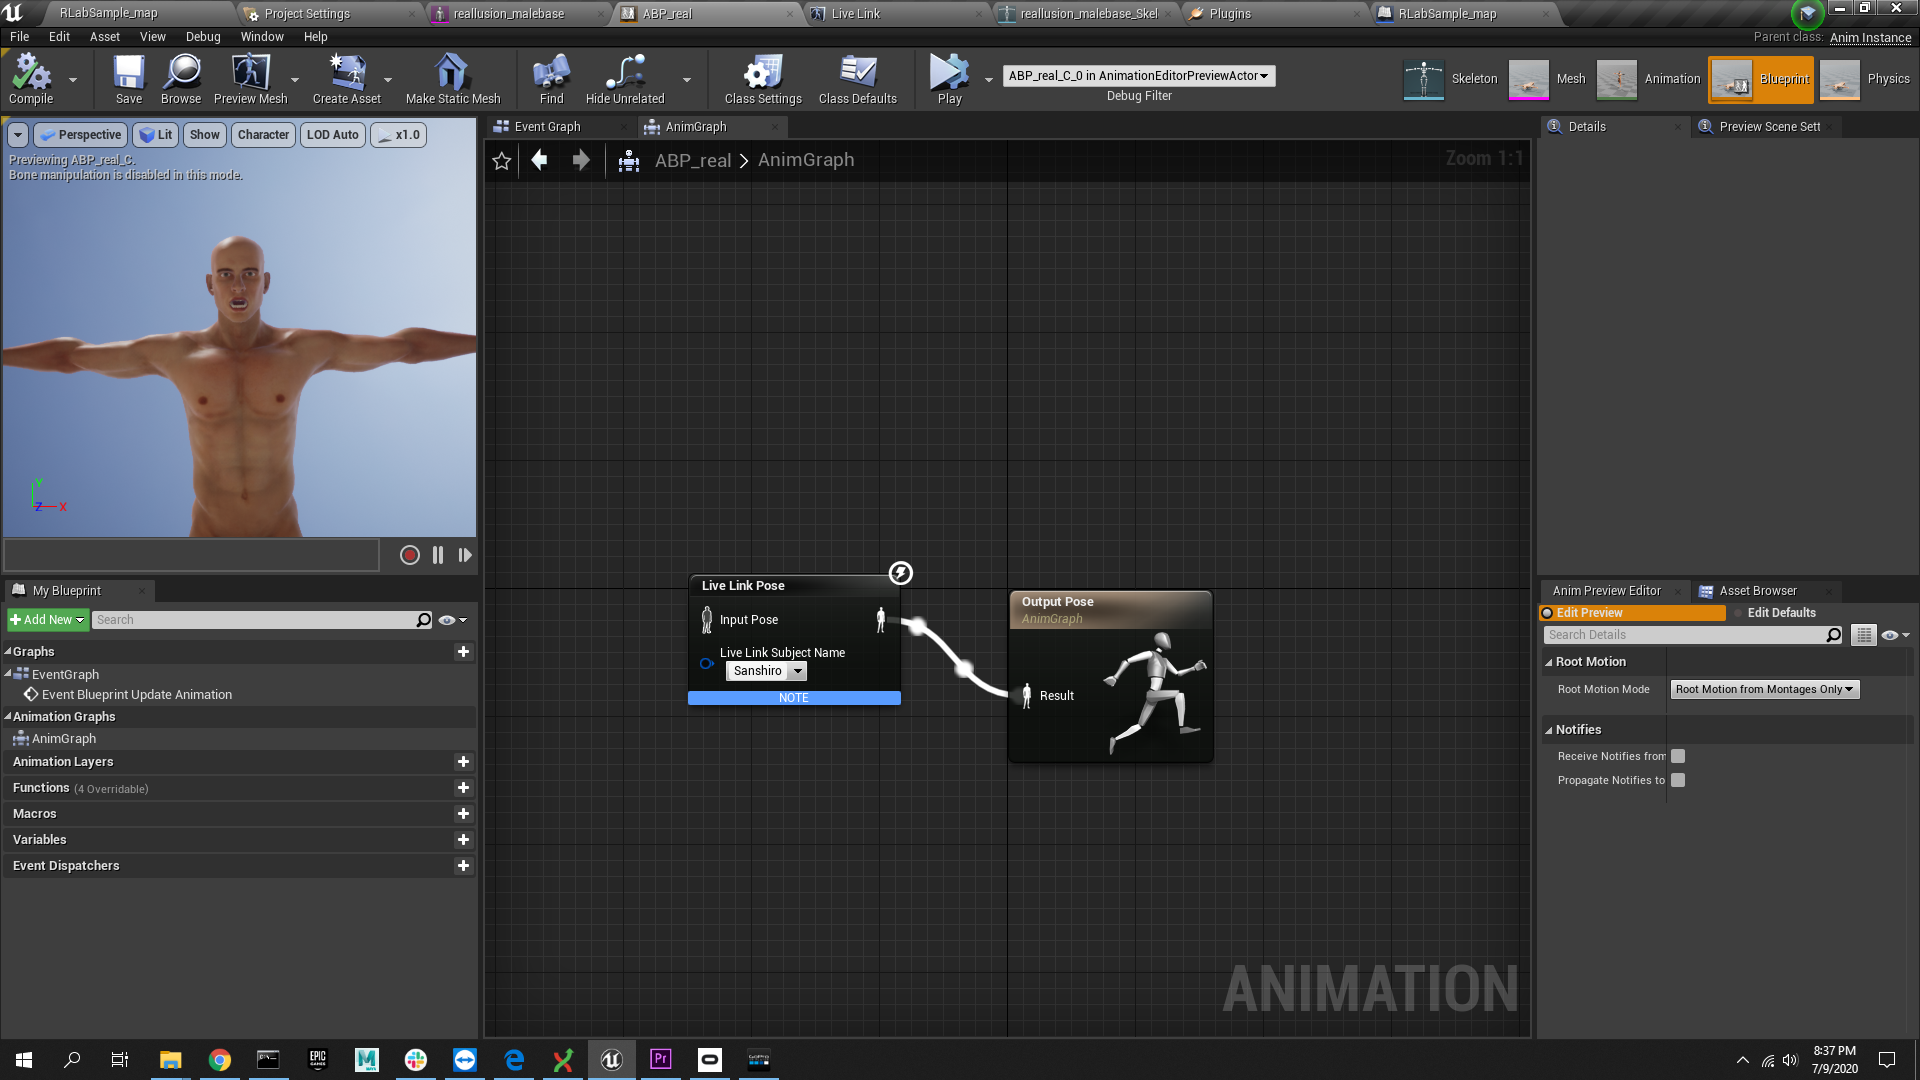 RLabSample_map
Project Settings
reallusion_malebase
ABP_real
Live Link
reallusion_malebase_Skel
Plugins
RLabSample_map
File Edit Asset View Debug Window Help
Parent class: Anim Instance
Compile
Save
Browse
Preview Mesh
Create Asset
Make Static Mesh
Find
Hide Unrelated
Class Settings
Class Defaults
Play
ABP_real_C_0 in AnimationEditorPreviewActor
Debug Filter
Skeleton
Mesh
Animation
Blueprint
Physics
Perspective
Lit
Show
Character
LOD Auto
x1.0
Previewing ABP_real_C.
Bone manipulation is disabled in this mode.
Y
Z
X
Event Graph
AnimGraph
ABP_real > AnimGraph
Zoom 1:1
Live Link Pose
Input Pose
Live Link Subject Name
Sanshiro
NOTE
Output Pose
AnimGraph
Result
ANIMATION
My Blueprint
Add New
Search
Graphs
EventGraph
Event Blueprint Update Animation
Animation Graphs
AnimGraph
Animation Layers
Functions (4 Overridable)
Macros
Variables
Event Dispatchers
Details
Preview Scene Sett
Anim Preview Editor
Asset Browser
Edit Preview
Edit Defaults
Search Details
Root Motion
Root Motion Mode
Root Motion from Montages Only
Notifies
Receive Notifies from
Propagate Notifies to
EPIC
GAMES
M
Pr
GoPro
8:37 PM
7/9/2020